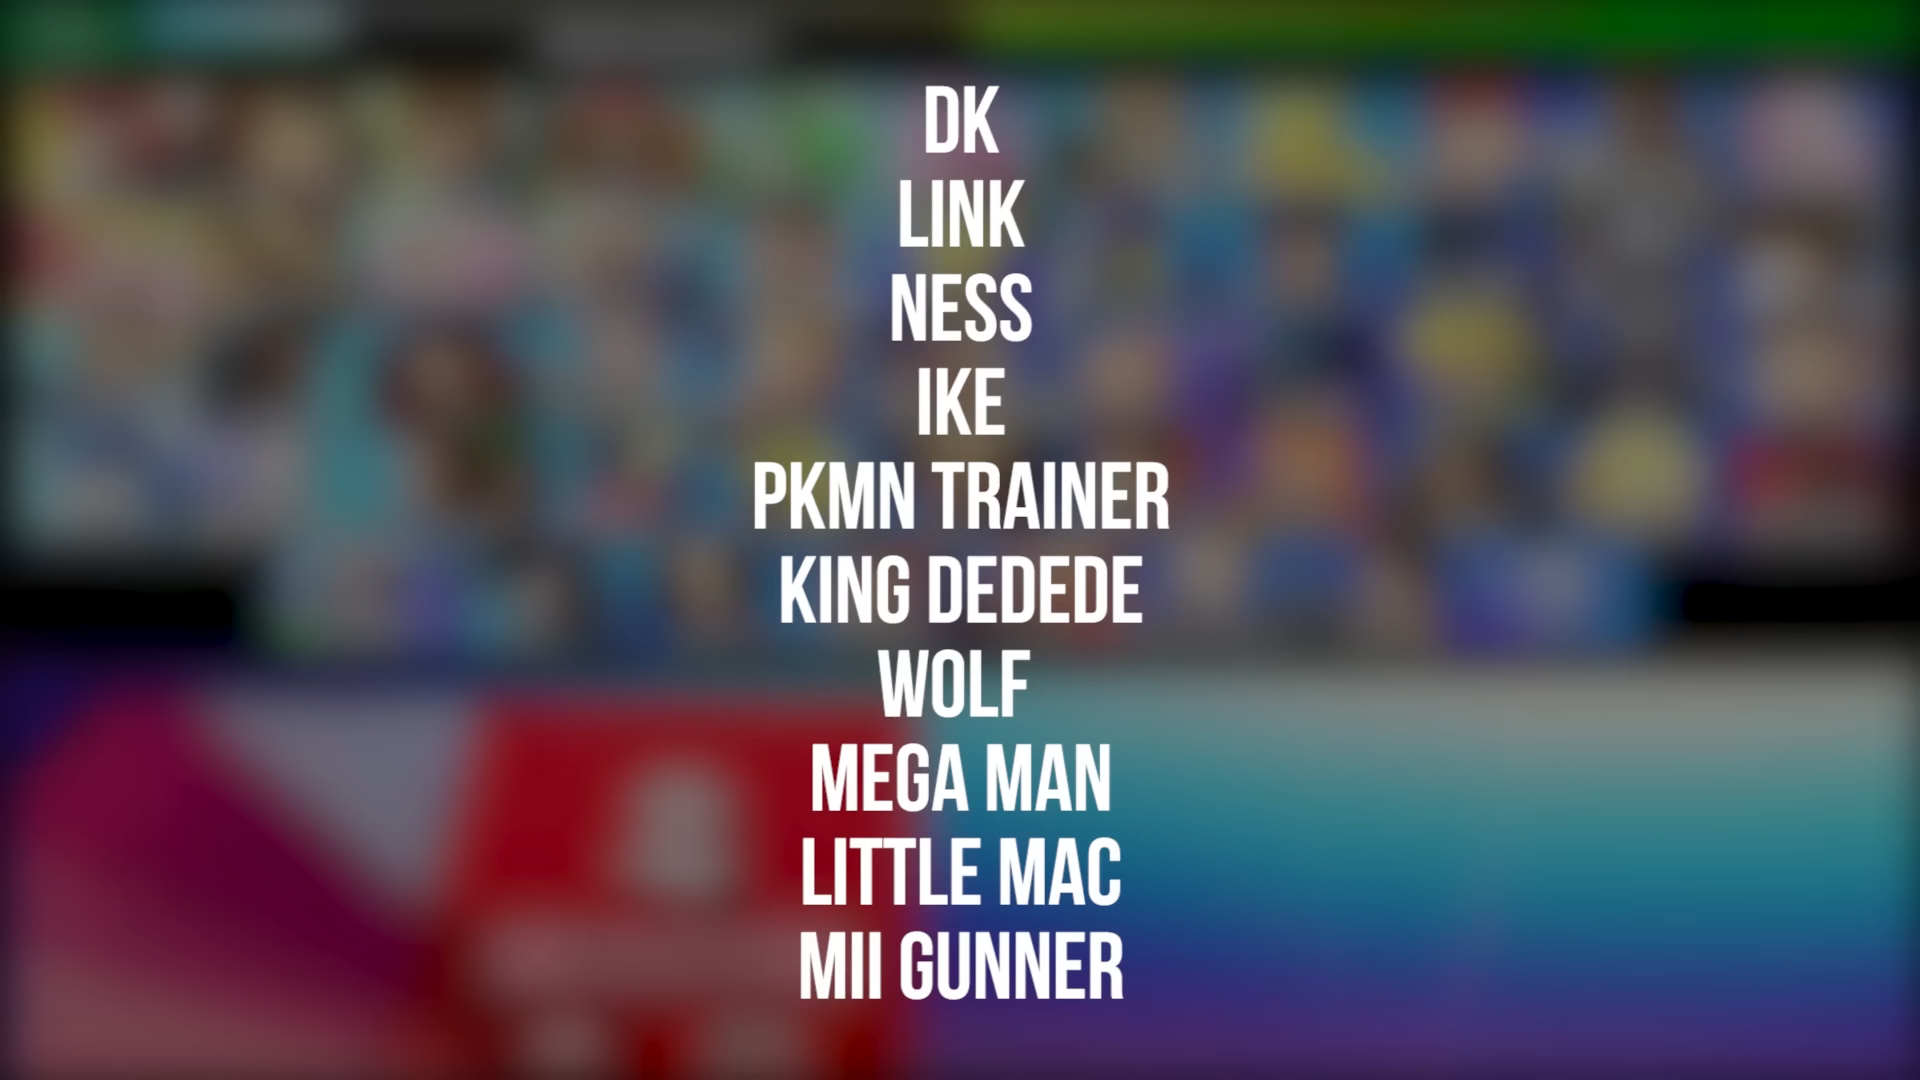 DK
LINK
NESS
IKE
PKMN TRAINER
KING DEDEDE
WOLF
MEGA MAN
LITTLE MAC
MII GUNNER